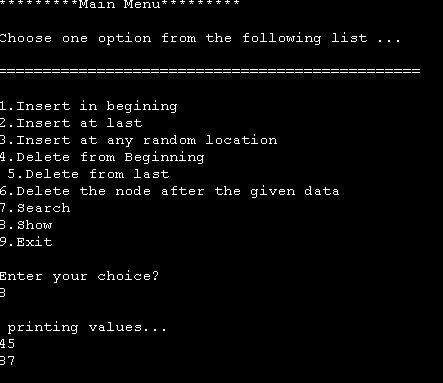 *********Main Menu*********
Choose one option from the following list ...
===============================================
1.Insert in begining
2.Insert at last
3.Insert at any random location
4.Delete from Beginning
5.Delete from last
6.Delete the node after the given data
7.Search
8.Show
9.Exit
Enter your choice?
8
printing values...
45